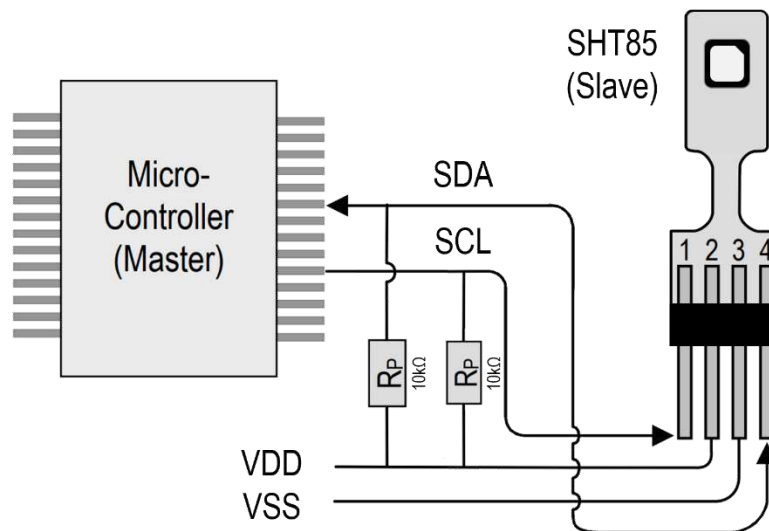 SHT85
(Slave)
Micro-
Controller
(Master)
SDA
SCL
1 2 3 4
RP 10kΩ
RP 10kΩ
VDD
VSS